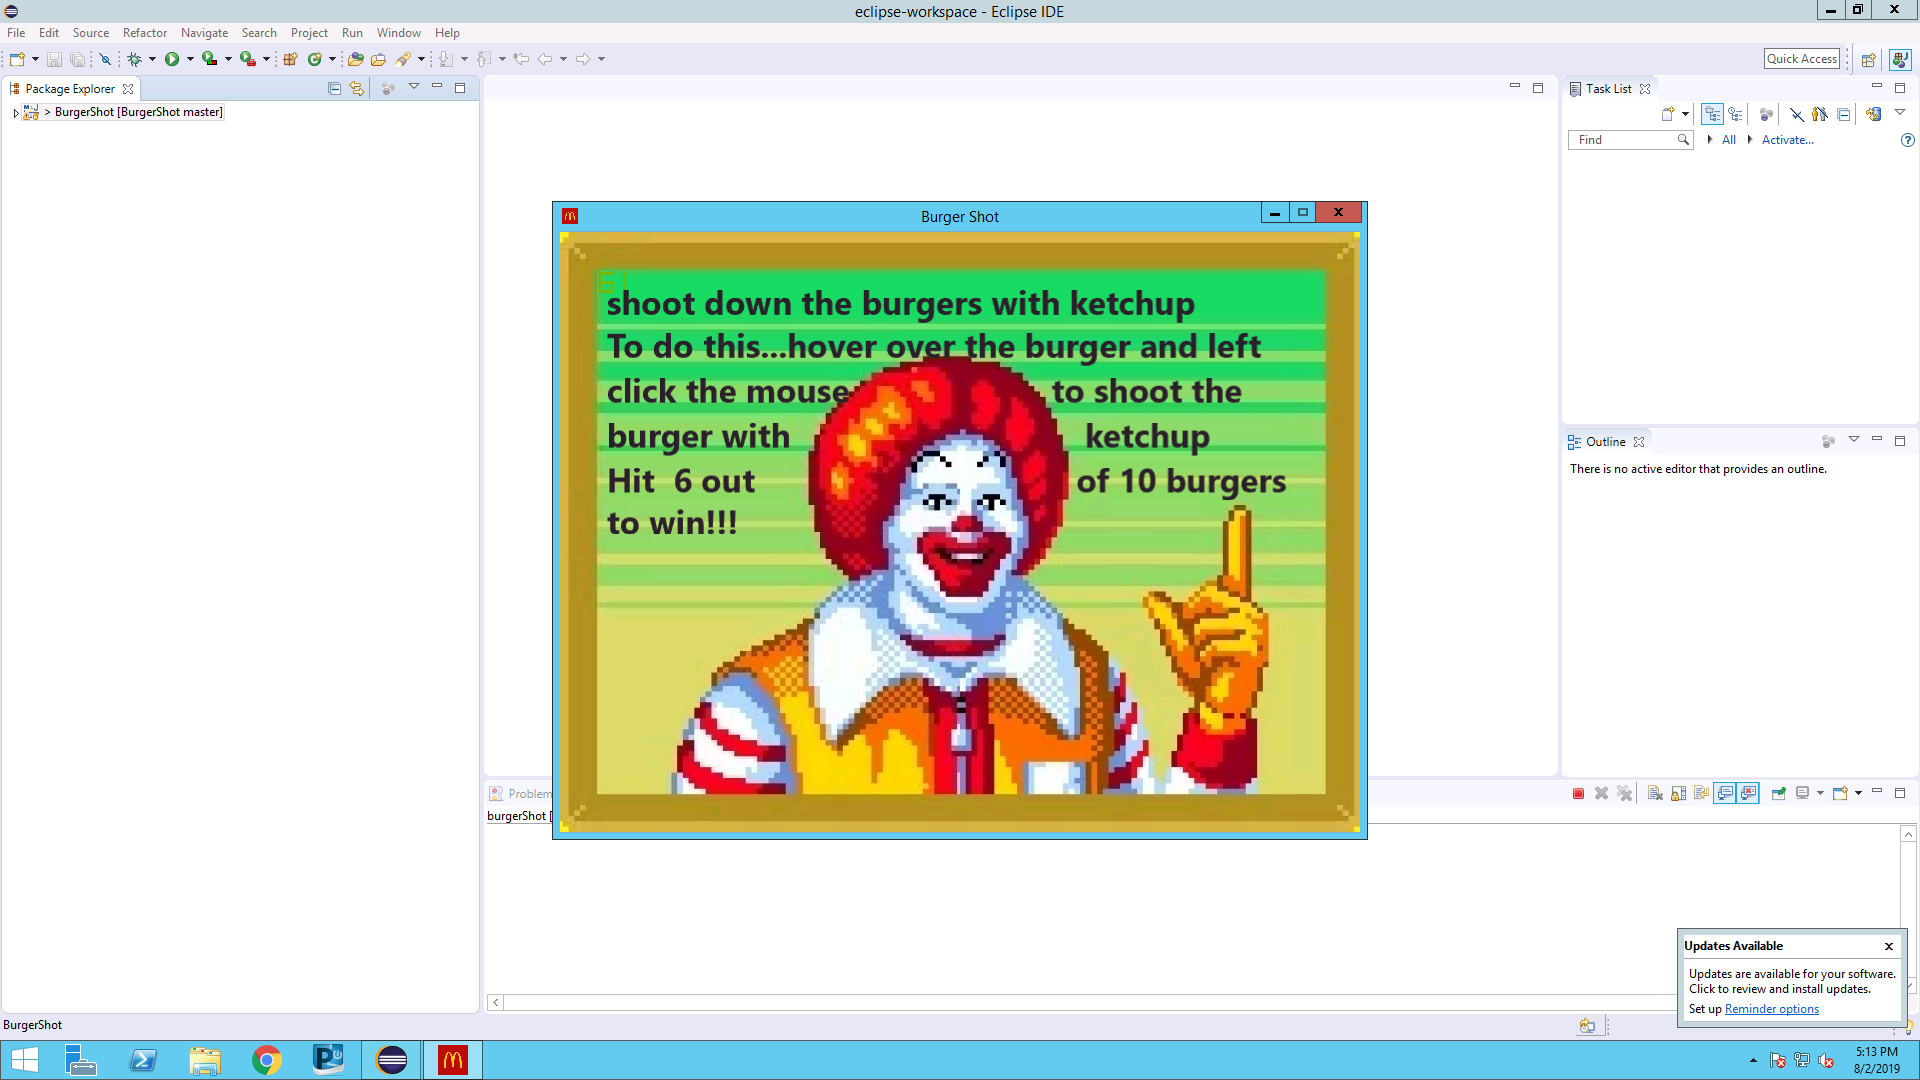 eclipse-workspace - Eclipse IDE
File Edit Source Refactor Navigate Search Project Run Window Help
Quick Access
Package Explorer
> BurgerShot [BurgerShot master]
Task List
Find
All
Activate...
Burger Shot
shoot down the burgers with ketchup
To do this...hover over the burger and left
click the mouse to shoot the
burger with ketchup
Hit 6 out of 10 burgers
to win!!!
Outline
There is no active editor that provides an outline.
Problem
burgerShot [
Updates Available
Updates are available for your software.
Click to review and install updates.
Set up Reminder options
BurgerShot
5:13 PM
8/2/2019